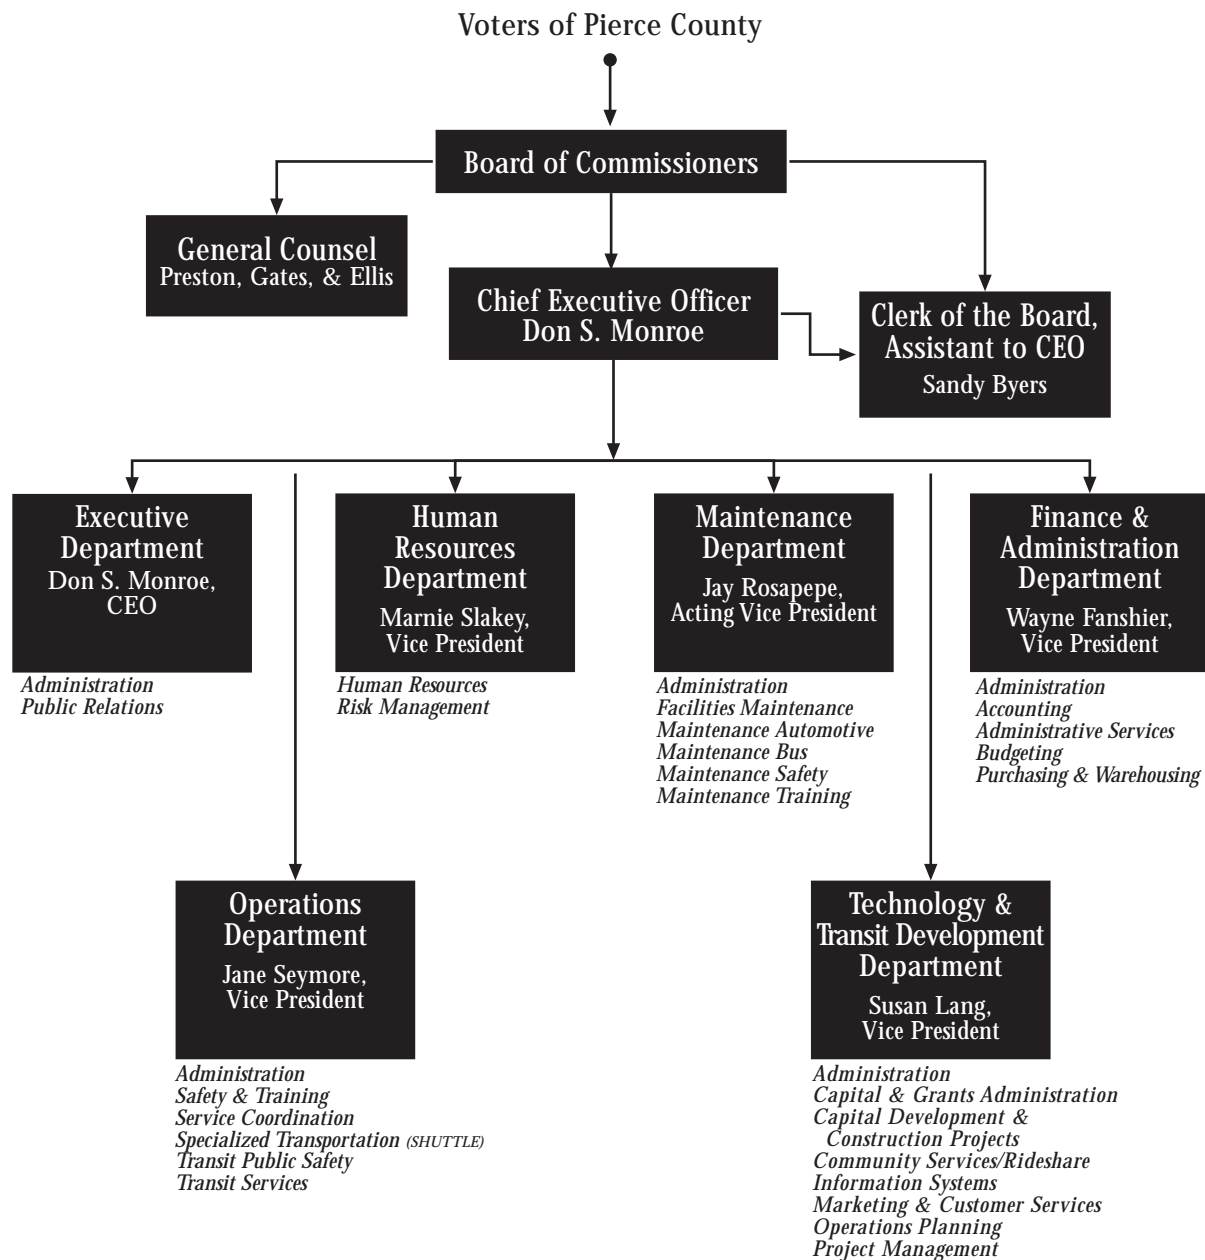 Voters of Pierce County
Board of Commissioners
General Counsel
Preston, Gates, & Ellis
Chief Executive Officer
Don S. Monroe
Clerk of the Board,
Assistant to CEO
Sandy Byers
Executive
Department
Don S. Monroe,
CEO
Administration
Public Relations
Human
Resources
Department
Marnie Slakey,
Vice President
Human Resources
Risk Management
Maintenance
Department
Jay Rosapepe,
Acting Vice President
Administration
Facilities Maintenance
Maintenance Automotive
Maintenance Bus
Maintenance Safety
Maintenance Training
Finance &
Administration
Department
Wayne Fanshier,
Vice President
Administration
Accounting
Administrative Services
Budgeting
Purchasing & Warehousing
Operations
Department
Jane Seymore,
Vice President
Administration
Safety & Training
Service Coordination
Specialized Transportation (SHUTTLE)
Transit Public Safety
Transit Services
Technology &
Transit Development
Department
Susan Lang,
Vice President
Administration
Capital & Grants Administration
Capital Development &
Construction Projects
Community Services/Rideshare
Information Systems
Marketing & Customer Services
Operations Planning
Project Management